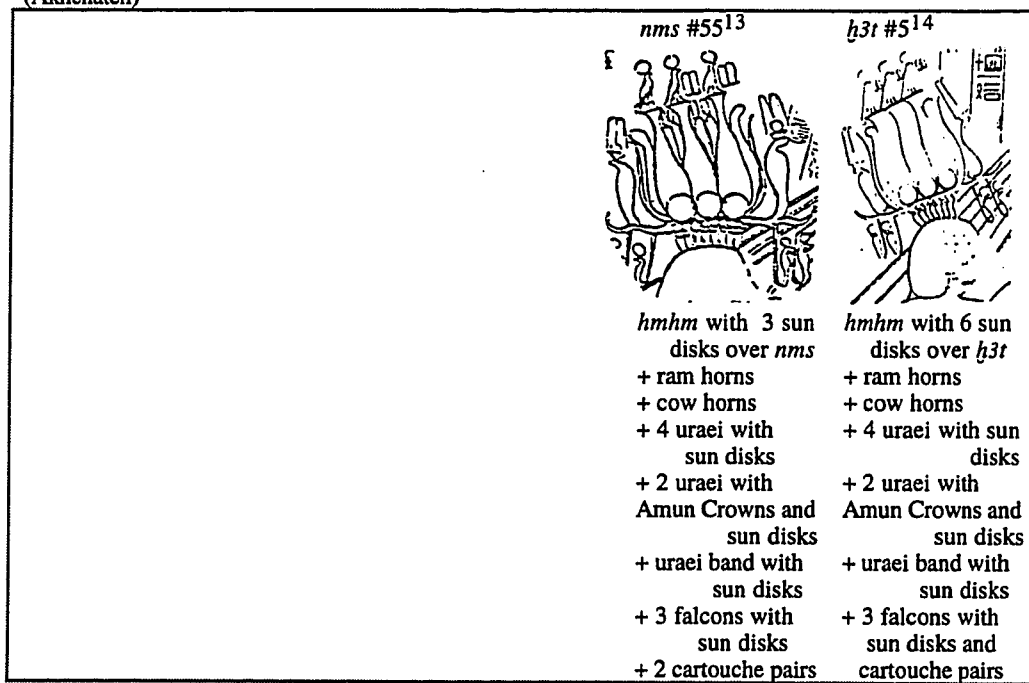 (Akhenaten)
nms #55¹³
hmhm with 3 sun
disks over nms
+ ram horns
+ cow horns
+ 4 uraei with
sun disks
+ 2 uraei with
Amun Crowns and
sun disks
+ uraei band with
sun disks
+ 3 falcons with
sun disks
+ 2 cartouche pairs
ḫ3t #5¹⁴
hmhm with 6 sun
disks over ḫ3t
+ ram horns
+ cow horns
+ 4 uraei with sun
disks
+ 2 uraei with
Amun Crowns and
sun disks
+ uraei band with
sun disks
+ 3 falcons with
sun disks and
cartouche pairs